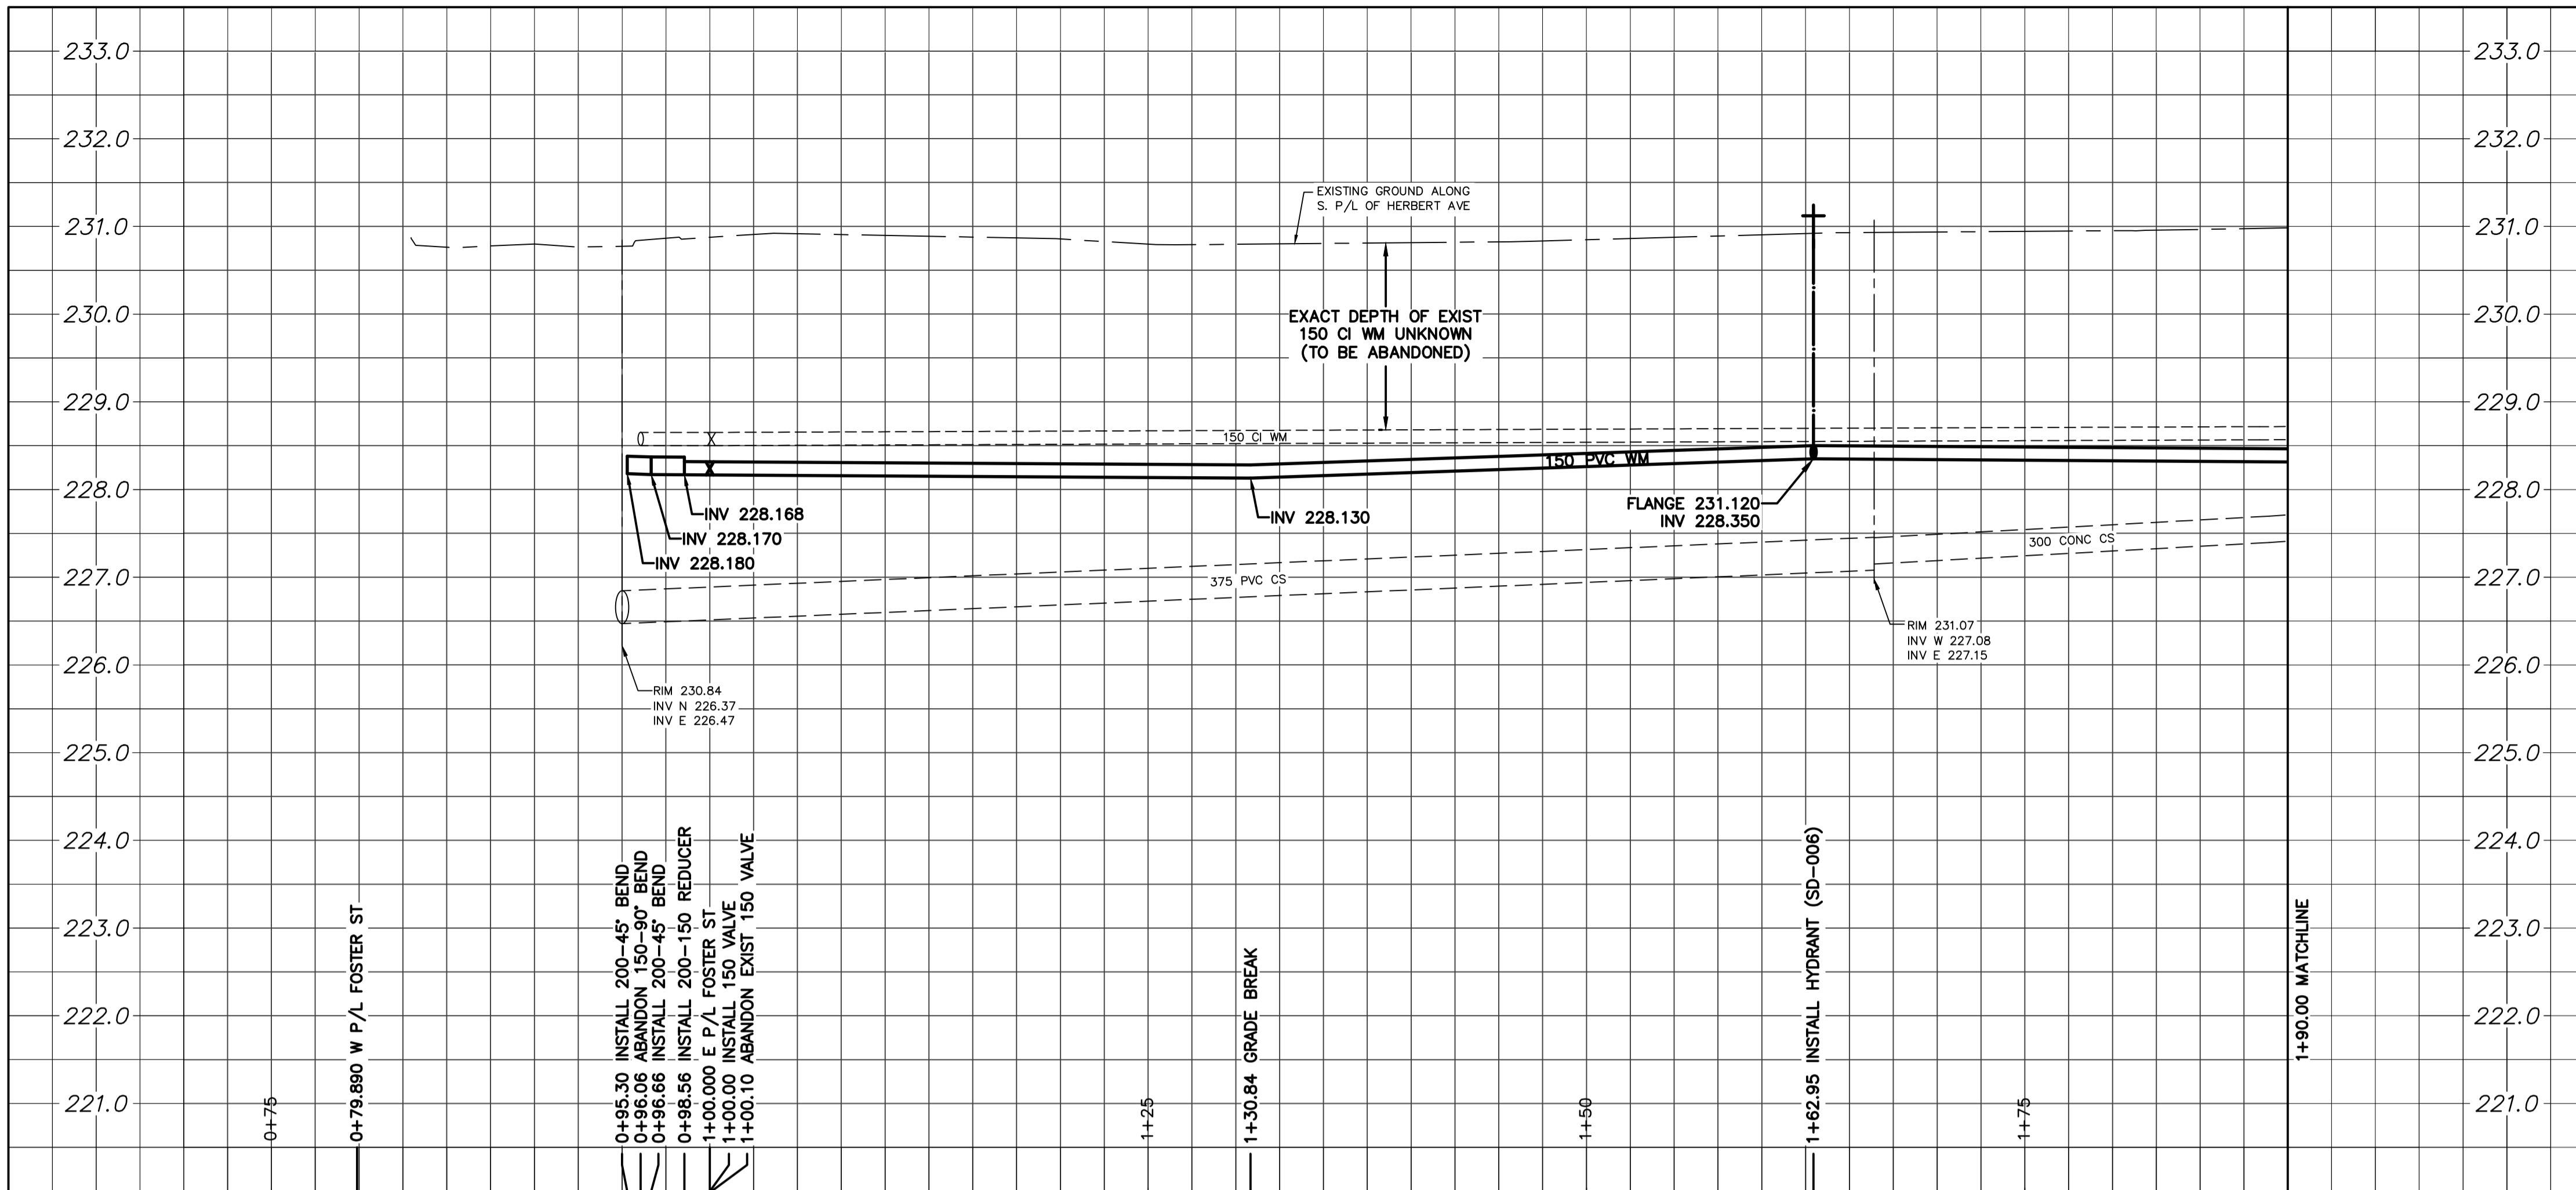 233.0
233.0
232.0
232.0
EXISTING GROUND ALONG
S. P/L OF HERBERT AVE
231.0
231.0
230.0
230.0
EXACT DEPTH OF EXIST
150 CI WM UNKNOWN
(TO BE ABANDONED)
229.0
229.0
150 CI WM
150 PVC WM
228.0
228.0
INV 228.168
INV 228.170
INV 228.180
INV 228.130
FLANGE 231.120
INV 228.350
300 CONC CS
227.0
227.0
375 PVC CS
RIM 231.07
INV W 227.08
INV E 227.15
226.0
226.0
RIM 230.84
INV N 226.37
INV E 226.47
225.0
225.0
224.0
224.0
223.0
223.0
222.0
222.0
221.0
221.0
0+75
0+79.890 W P/L FOSTER ST
0+95.30 INSTALL 200-45° BEND
0+96.06 ABANDON 150-90° BEND
0+96.66 INSTALL 200-45° BEND
0+98.56 INSTALL 200-150 REDUCER
1+00.000 E P/L FOSTER ST
1+00.00 INSTALL 150 VALVE
1+00.10 ABANDON EXIST 150 VALVE
1+25
1+30.84 GRADE BREAK
1+50
1+62.95 INSTALL HYDRANT (SD-006)
1+75
1+90.00 MATCHLINE